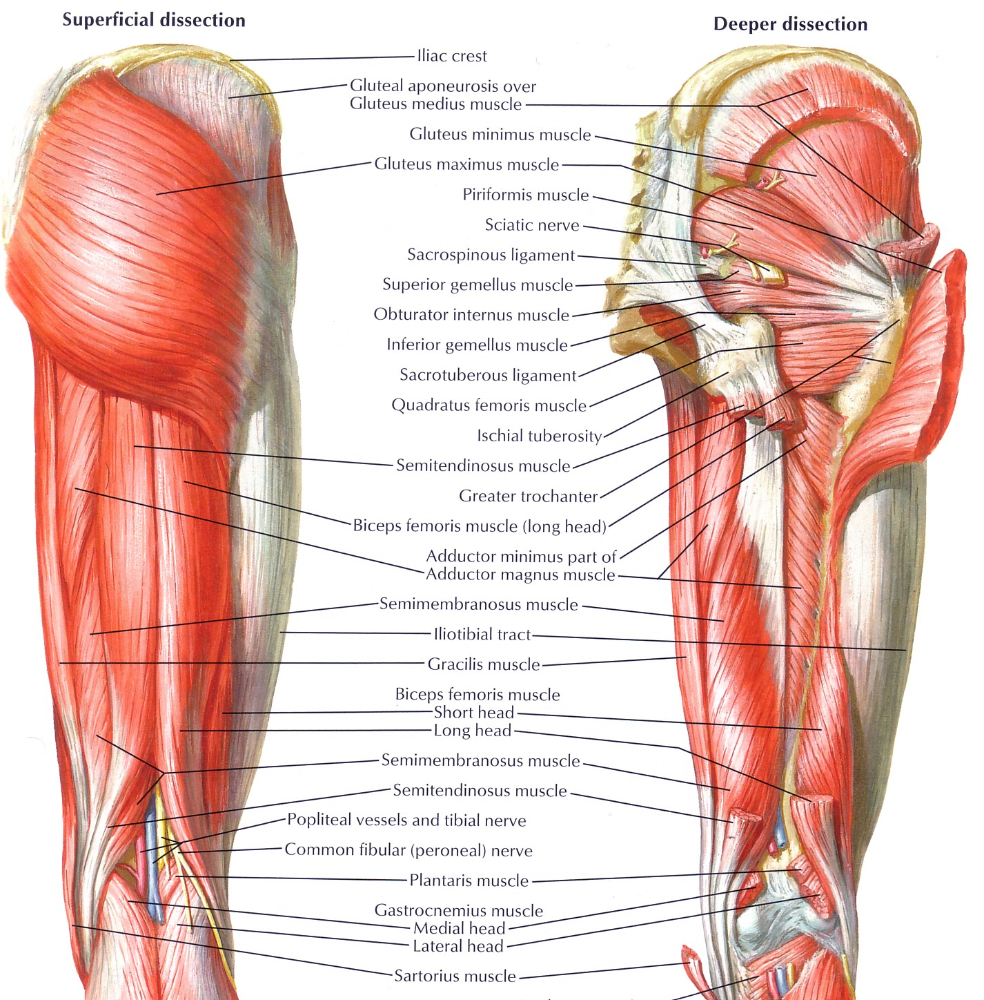 Superficial dissection
Deeper dissection
Iliac crest
Gluteal aponeurosis over
Gluteus medius muscle
Gluteus minimus muscle
Gluteus maximus muscle
Piriformis muscle
Sciatic nerve
Sacrospinous ligament
Superior gemellus muscle
Obturator internus muscle
Inferior gemellus muscle
Sacrotuberous ligament
Quadratus femoris muscle
Ischial tuberosity
Semitendinosus muscle
Greater trochanter
Biceps femoris muscle (long head)
Adductor minimus part of
Adductor magnus muscle
Semimembranosus muscle
Iliotibial tract
Gracilis muscle
Biceps femoris muscle
Short head
Long head
Semimembranosus muscle
Semitendinosus muscle
Popliteal vessels and tibial nerve
Common fibular (peroneal) nerve
Plantaris muscle
Gastrocnemius muscle
Medial head
Lateral head
Sartorius muscle